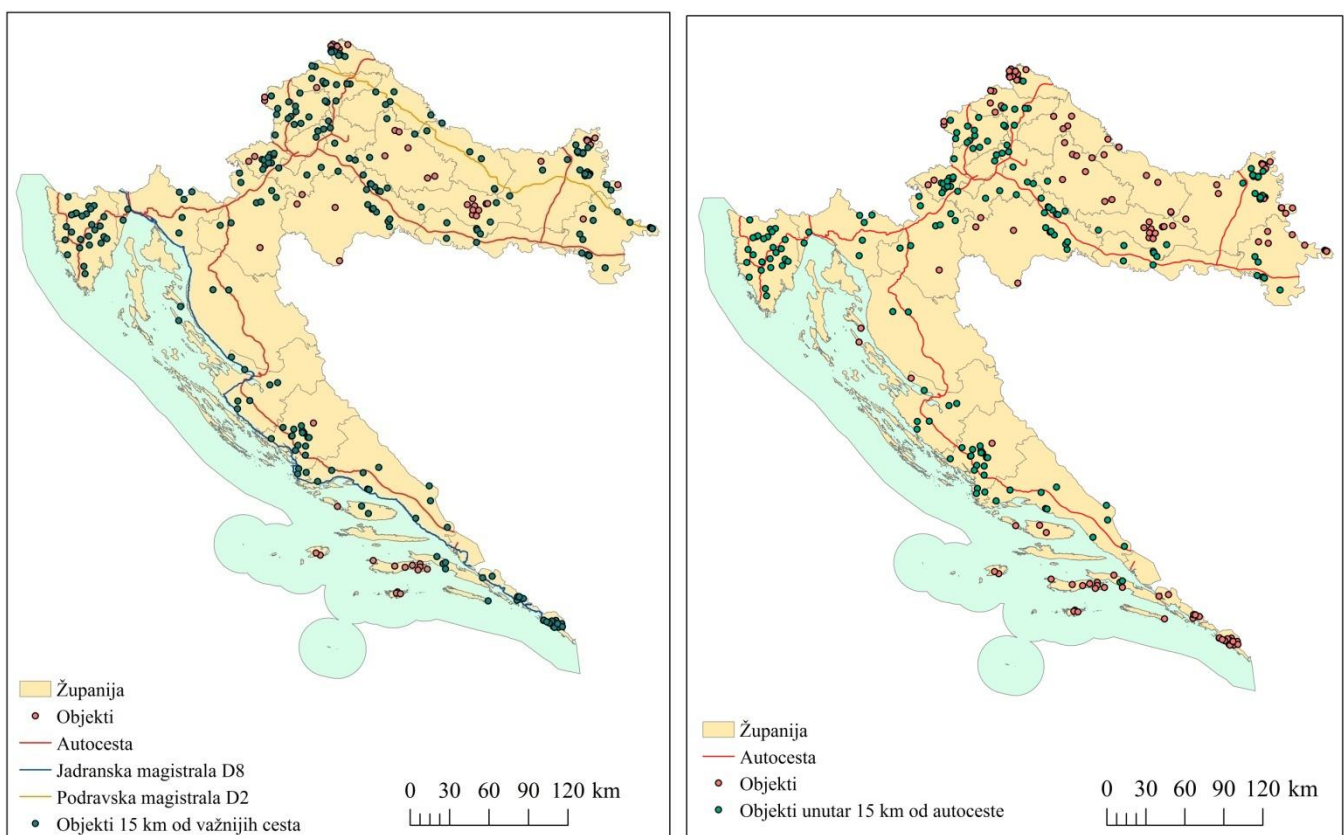 Županija
Objekti
Autocesta
Jadranska magistrala D8
Podravska magistrala D2
Objekti 15 km od važnijih cesta
0 30 60 90 120 km
Županija
Autocesta
Objekti
Objekti unutar 15 km od autoceste
0 30 60 90 120 km